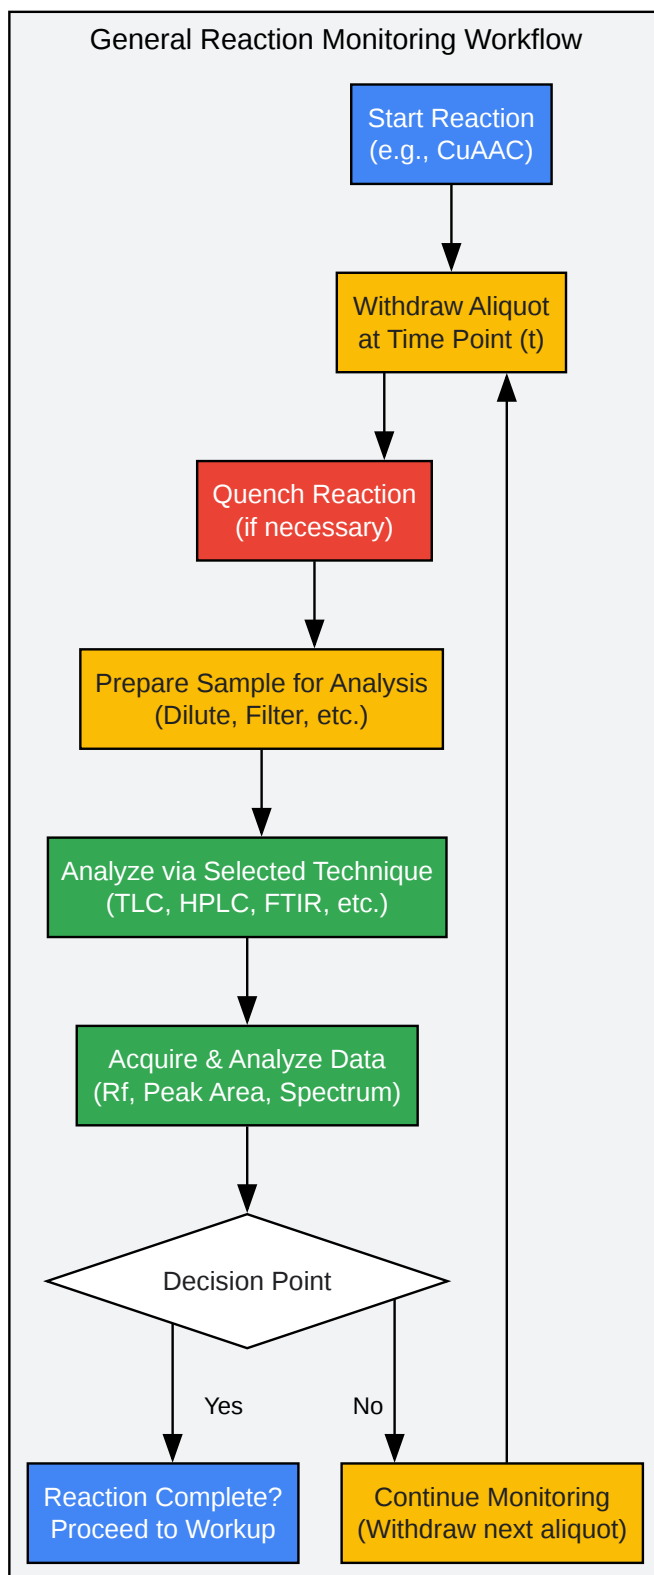 General Reaction Monitoring Workflow
Start Reaction
(e.g., CuAAC)
Withdraw Aliquot
at Time Point (t)
Quench Reaction
(if necessary)
Prepare Sample for Analysis
(Dilute, Filter, etc.)
Analyze via Selected Technique
(TLC, HPLC, FTIR, etc.)
Acquire & Analyze Data
(Rf, Peak Area, Spectrum)
Decision Point
Yes
No
Reaction Complete?
Proceed to Workup
Continue Monitoring
(Withdraw next aliquot)